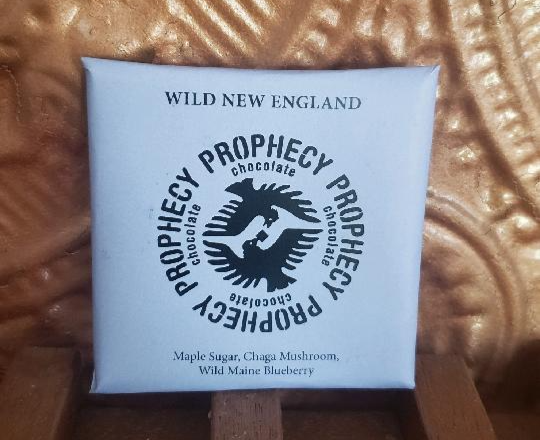 WILD NEW ENGLAND
PROPHECY PROPHECY PROPHECY PROPHECY
chocolate chocolate chocolate chocolate
Maple Sugar, Chaga Mushroom,
Wild Maine Blueberry